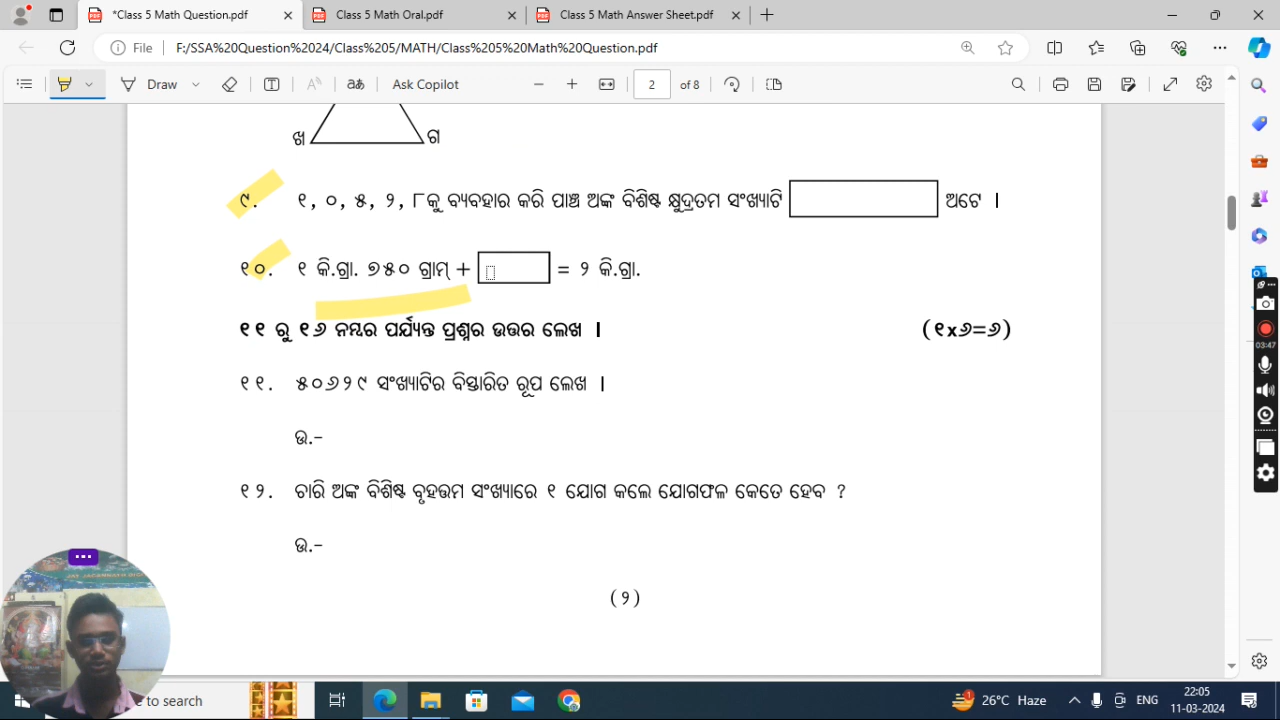 *Class 5 Math Question.pdf
Class 5 Math Oral.pdf
Class 5 Math Answer Sheet.pdf
File F:/SSA%20Question%202024/Class%205/MATH/Class%205%20Math%20Question.pdf
Draw Ask Copilot 2 of 8
ଖ ଗ
୯. ୧, ୦, ୫, ୨, ୮କୁ ବ୍ୟବହାର କରି ପାଞ୍ଚ ଅଙ୍କ ବିଶିଷ୍ଟ କ୍ଷୁଦ୍ରତମ ସଂଖ୍ୟାଟି ଅଟେ ।
୧୦. ୧ କି.ଗ୍ରା. ୭୫୦ ଗ୍ରାମ୍ + = ୨ କି.ଗ୍ରା.
୧୧ ରୁ ୧୬ ନମ୍ବର ପର୍ଯ୍ୟନ୍ତ ପ୍ରଶ୍ନର ଉତ୍ତର ଲେଖ । (୧x୬=୬)
୧୧. ୫୦୬୨୯ ସଂଖ୍ୟାଟିର ବିସ୍ତାରିତ ରୂପ ଲେଖ ।
ଉ.-
୧୨. ଚାରି ଅଙ୍କ ବିଶିଷ୍ଟ ବୃହତ୍ତମ ସଂଖ୍ୟାରେ ୧ ଯୋଗ କଲେ ଯୋଗଫଳ କେତେ ହେବ ?
ଉ.-
(୨)
03:47
e to search
26°C Haze
ENG
22:05
11-03-2024